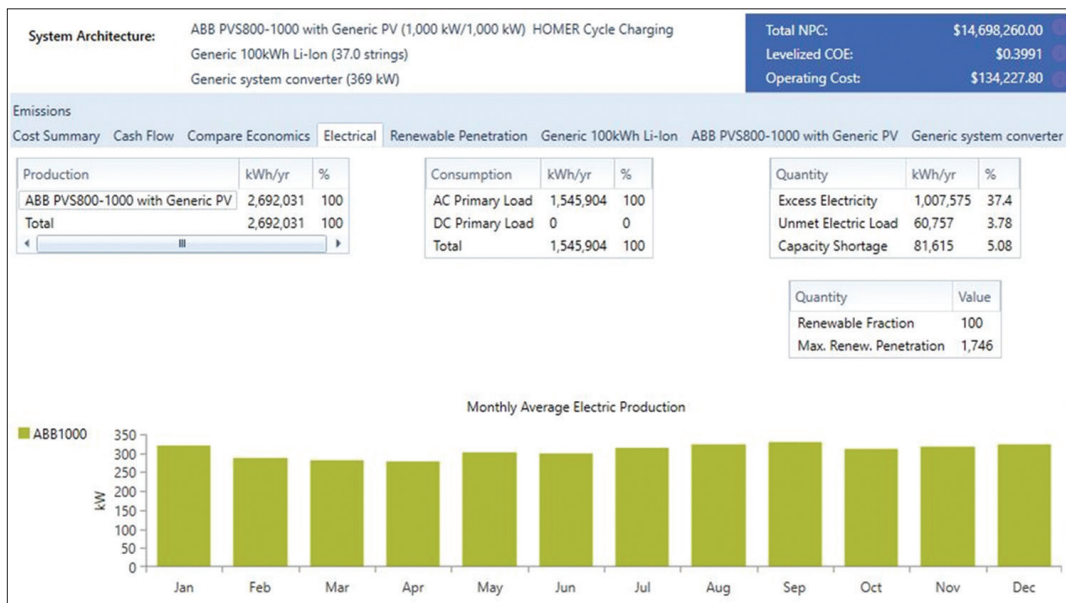 System Architecture:
ABB PVS800-1000 with Generic PV (1,000 kW/1,000 kW) HOMER Cycle Charging
Generic 100kWh Li-Ion (37.0 strings)
Generic system converter (369 kW)
Total NPC: $14,698,260.00
Levelized COE: $0.3991
Operating Cost: $134,227.80
Emissions
Cost Summary Cash Flow Compare Economics Electrical Renewable Penetration Generic 100kWh Li-Ion ABB PVS800-1000 with Generic PV Generic system converter
Production kWh/yr %
ABB PVS800-1000 with Generic PV 2,692,031 100
Total 2,692,031 100
Consumption kWh/yr %
AC Primary Load 1,545,904 100
DC Primary Load 0 0
Total 1,545,904 100
Quantity kWh/yr %
Excess Electricity 1,007,575 37.4
Unmet Electric Load 60,757 3.78
Capacity Shortage 81,615 5.08
Quantity Value
Renewable Fraction 100
Max. Renew. Penetration 1,746
Monthly Average Electric Production
ABB1000
350
300
250
200
150
100
50
0
kW
Jan Feb Mar Apr May Jun Jul Aug Sep Oct Nov Dec